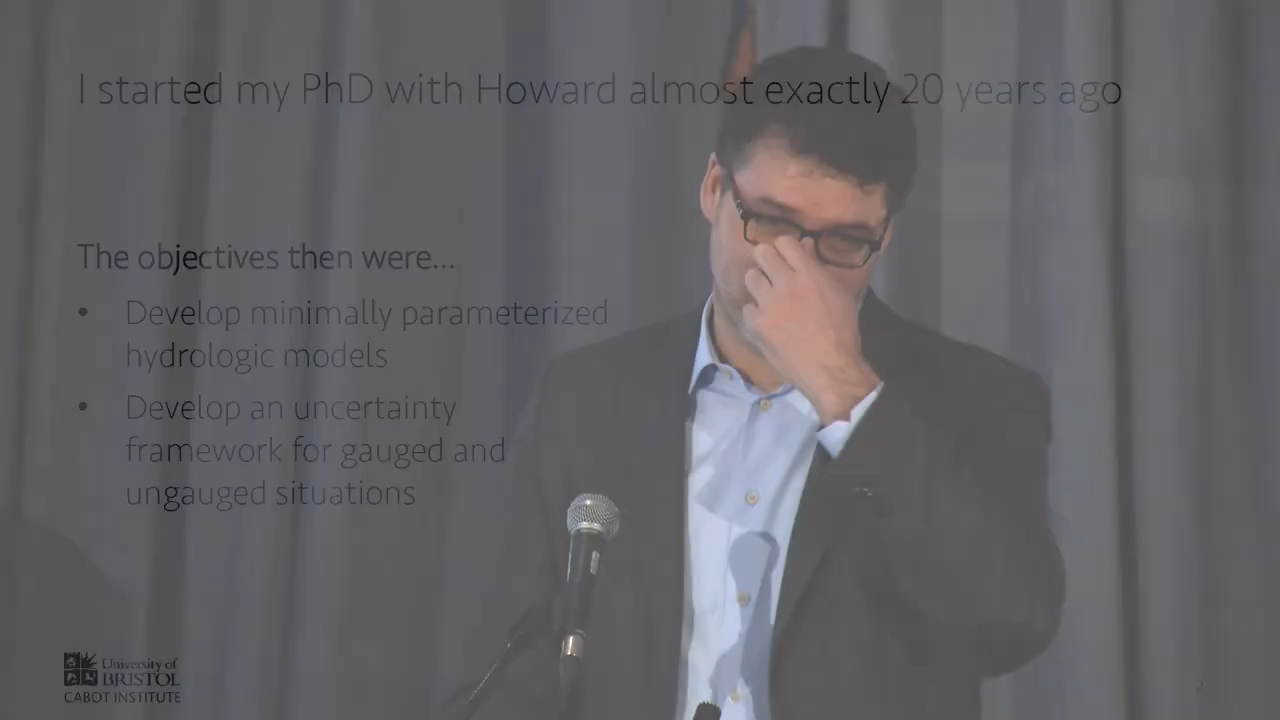 I started my PhD with Howard almost exactly 20 years ago
The objectives then were...
• Develop minimally parameterized
hydrologic models
• Develop an uncertainty
framework for gauged and
ungauged situations
University of
BRISTOL
CABOT INSTITUTE